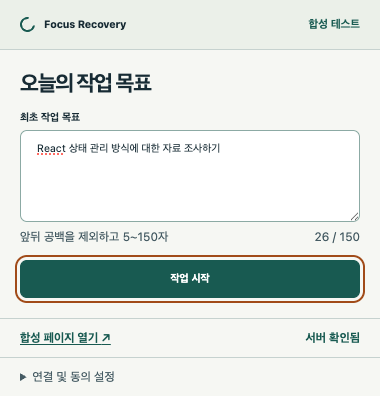 Focus Recovery
합성 테스트
오늘의 작업 목표
최초 작업 목표
React 상태 관리 방식에 대한 자료 조사하기
앞뒤 공백을 제외하고 5~150자
26 / 150
작업 시작
합성 페이지 열기 ↗
서버 확인됨
▶ 연결 및 동의 설정